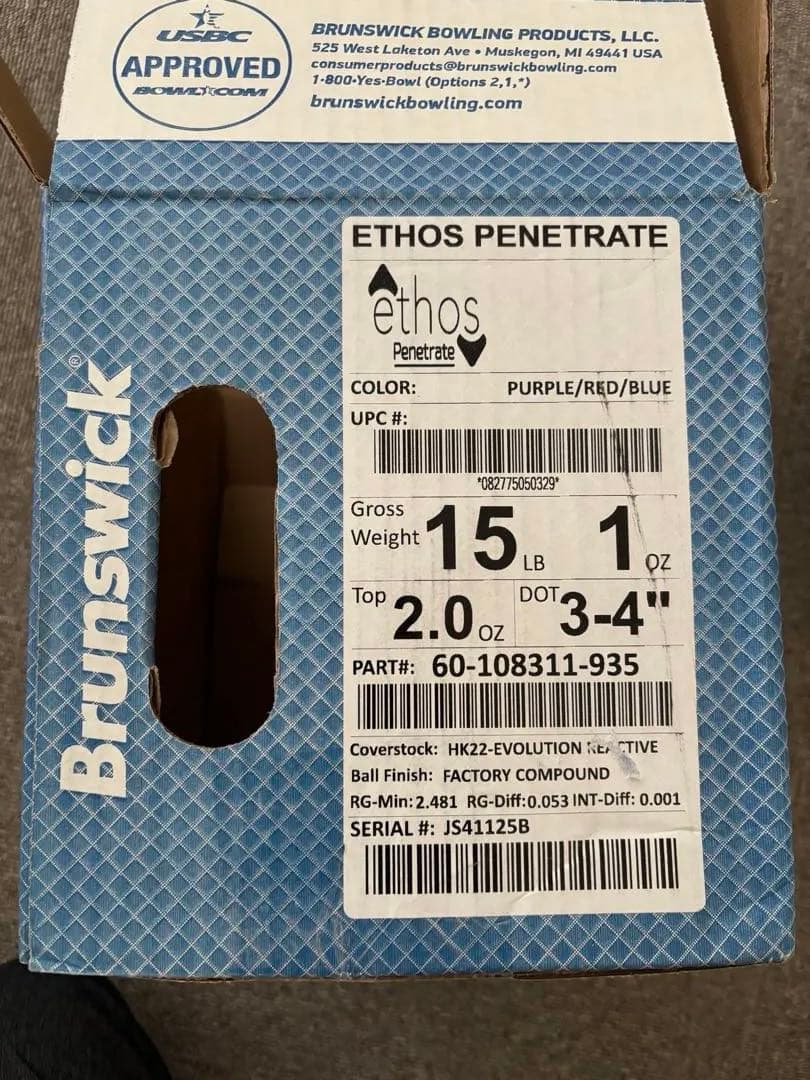 USBC
APPROVED
BOWL.COM
BRUNSWICK BOWLING PRODUCTS, LLC.
525 West Laketon Ave • Muskegon, MI 49441 USA
consumerproducts@brunswickbowling.com
1-800-Yes-Bowl (Options 2,1,*)
brunswickbowling.com
Brunswick®
ETHOS PENETRATE
ethos
Penetrate
COLOR: PURPLE/RED/BLUE
UPC #:
*082775050329*
Gross Weight 15 LB 1 OZ
Top 2.0 OZ DOT 3-4"
PART#: 60-108311-935
Coverstock: HK22-EVOLUTION REACTIVE
Ball Finish: FACTORY COMPOUND
RG-Min: 2.481 RG-Diff: 0.053 INT-Diff: 0.001
SERIAL #: JS41125B